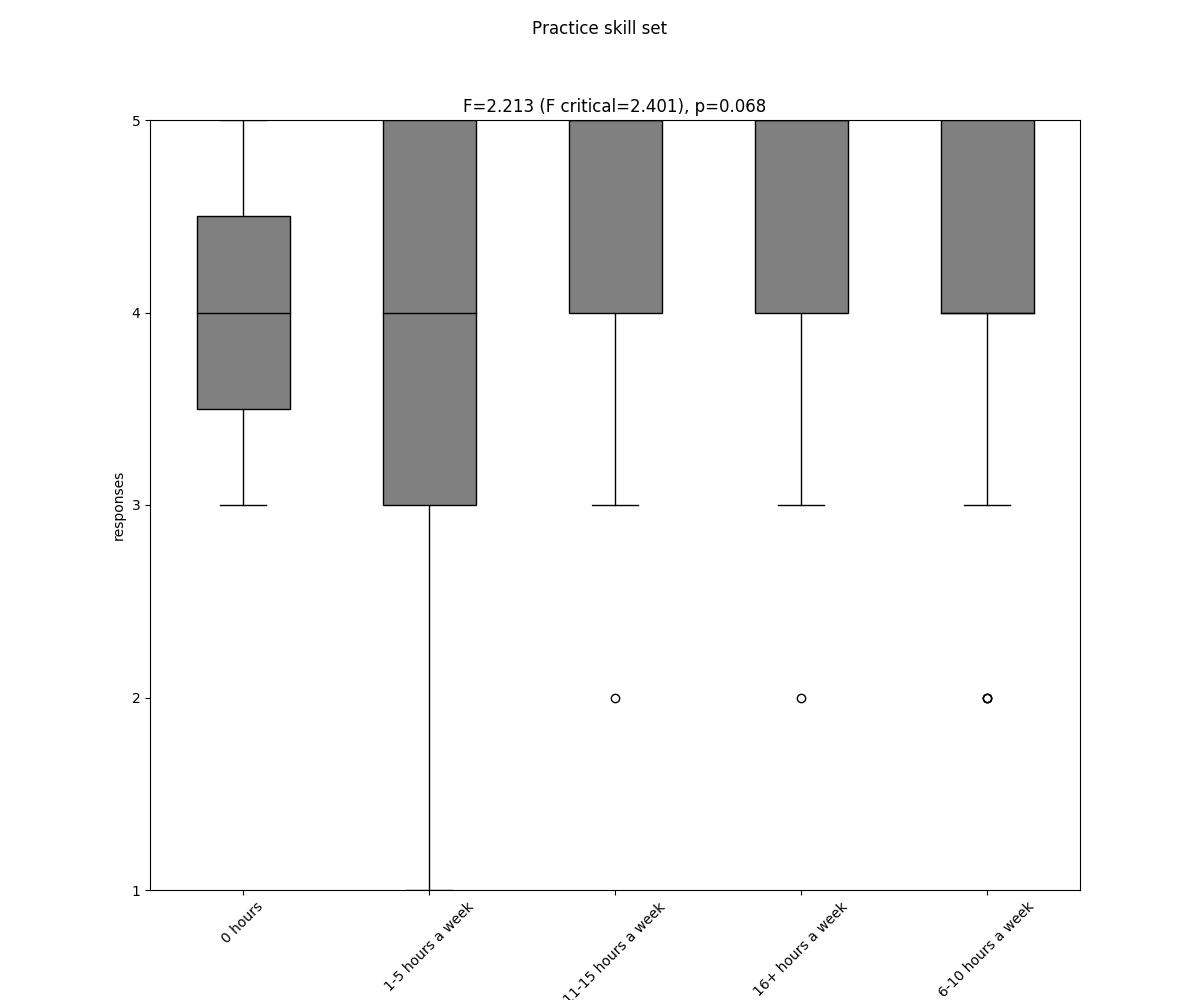 Practice skill set
F=2.213 (F critical=2.401), p=0.068
5
4
3
2
1
responses
0 hours
1-5 hours a week
11-15 hours a week
16+ hours a week
6-10 hours a week